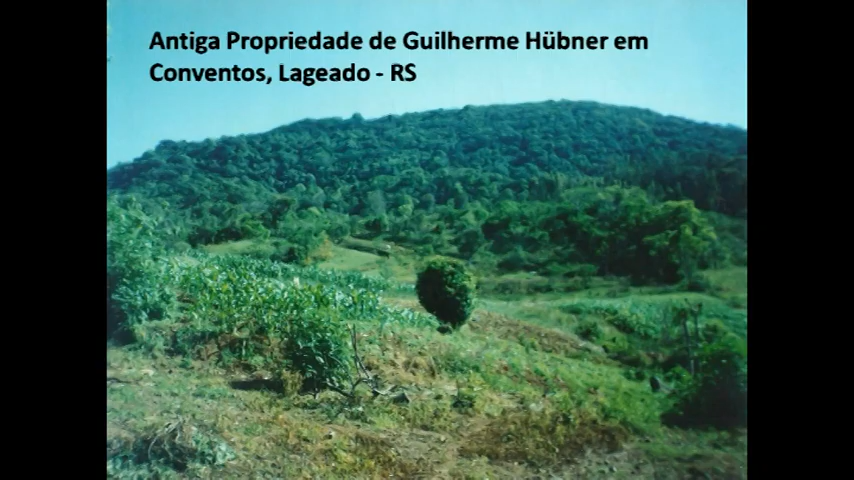 Antiga Propriedade de Guilherme Hübner em
Conventos, Lageado - RS